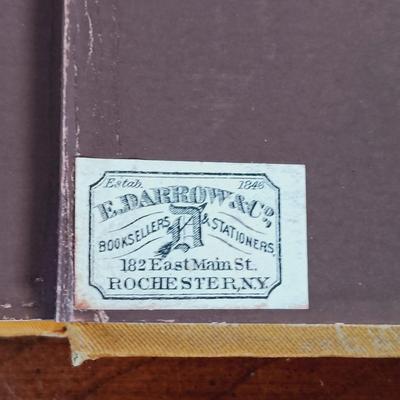 Estab. 1846
E. DARROW & Co.,
BOOKSELLERS & STATIONERS,
D
182 East Main St.
ROCHESTER, N.Y.